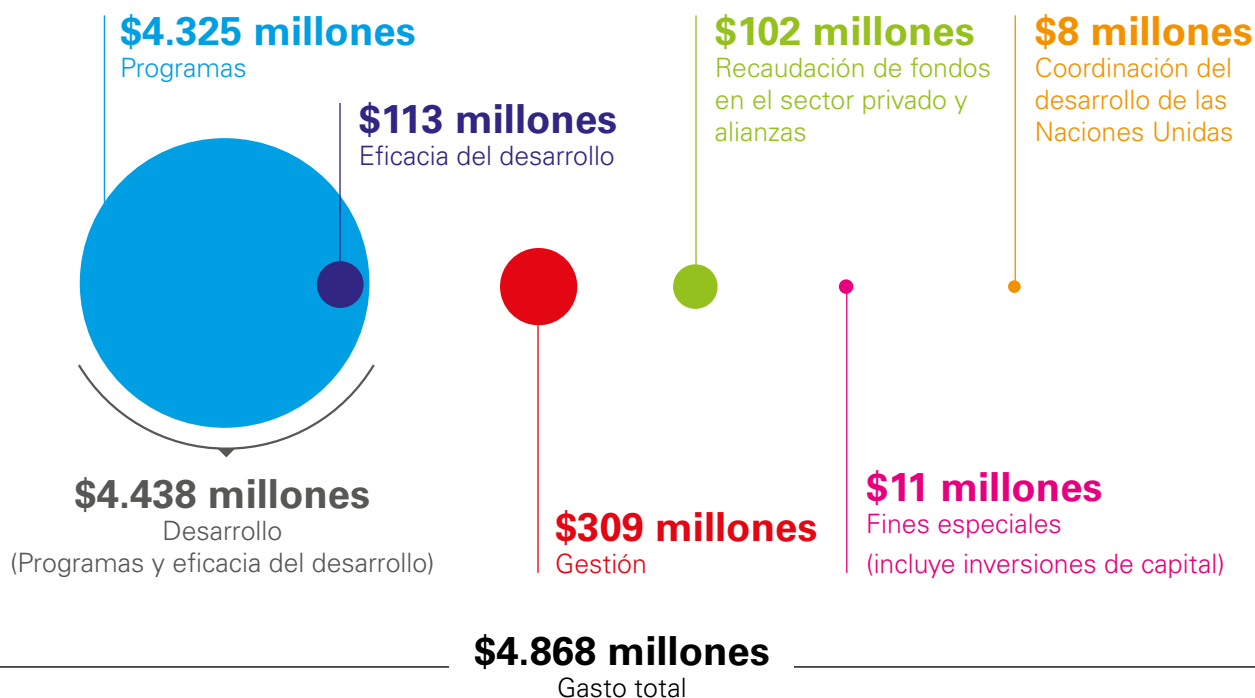 $4.325 millones
Programas
$113 millones
Eficacia del desarrollo
$102 millones
Recaudación de fondos
en el sector privado y
alianzas
$8 millones
Coordinación del
desarrollo de las
Naciones Unidas
$4.438 millones
Desarrollo
(Programas y eficacia del desarrollo)
$309 millones
Gestión
$11 millones
Fines especiales
(incluye inversiones de capital)
$4.868 millones
Gasto total